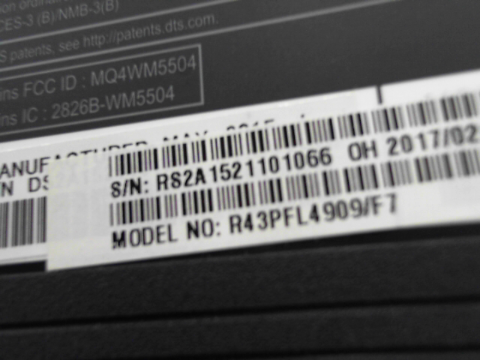 CES-3 (B)/NMB-3(B)
patents, see http://patents.dts.com.
ins FCC ID : MQ4WM5504
ns IC : 2826B-WM5504
S/N: RS2A1521101066 OH 2017/02
MODEL NO: R43PFL4909/F7